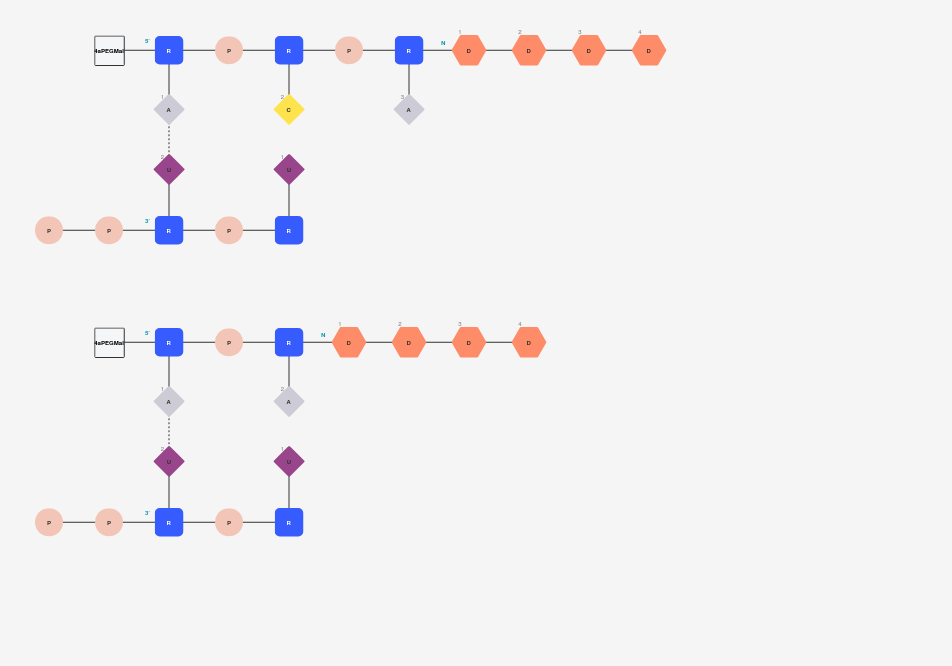 1 2 3 4
4aPEGMal 5' R P R P R N D D D D
1 A 2 C 3 A
2 U 1 U
P P 3' R P R
1 2 3 4
4aPEGMal 5' R P R N D D D D
1 A 2 A
2 U 1 U
P P 3' R P R